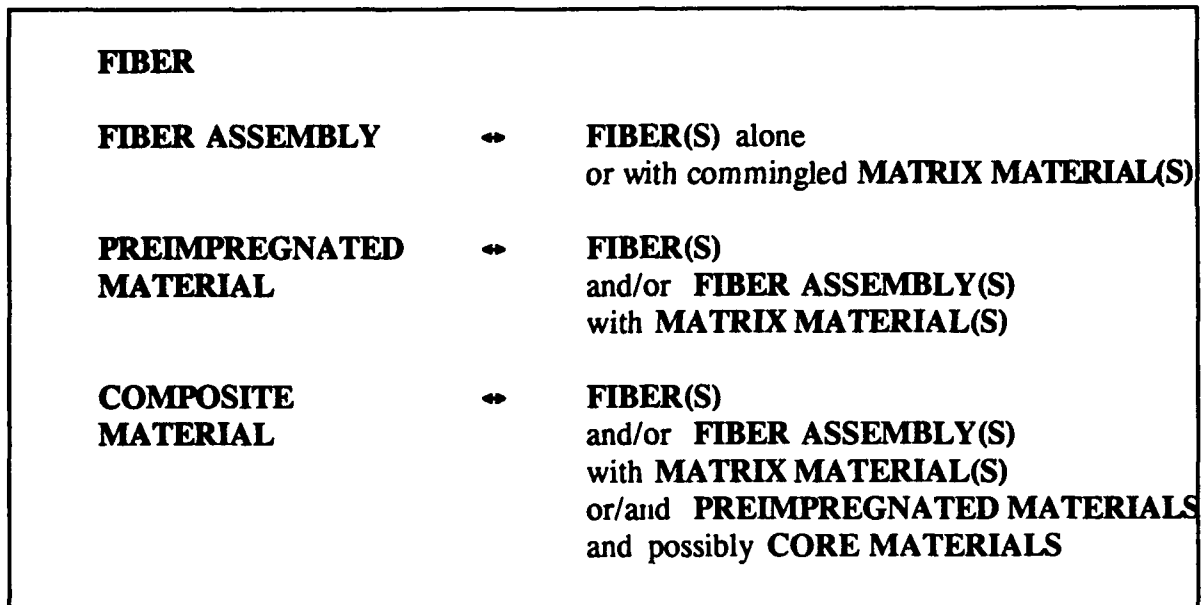 FIBER
FIBER ASSEMBLY ↔ FIBER(S) alone
or with commingled MATRIX MATERIAL(S)
PREIMPREGNATED ↔ FIBER(S)
MATERIAL and/or FIBER ASSEMBLY(S)
with MATRIX MATERIAL(S)
COMPOSITE ↔ FIBER(S)
MATERIAL and/or FIBER ASSEMBLY(S)
with MATRIX MATERIAL(S)
or/and PREIMPREGNATED MATERIALS
and possibly CORE MATERIALS